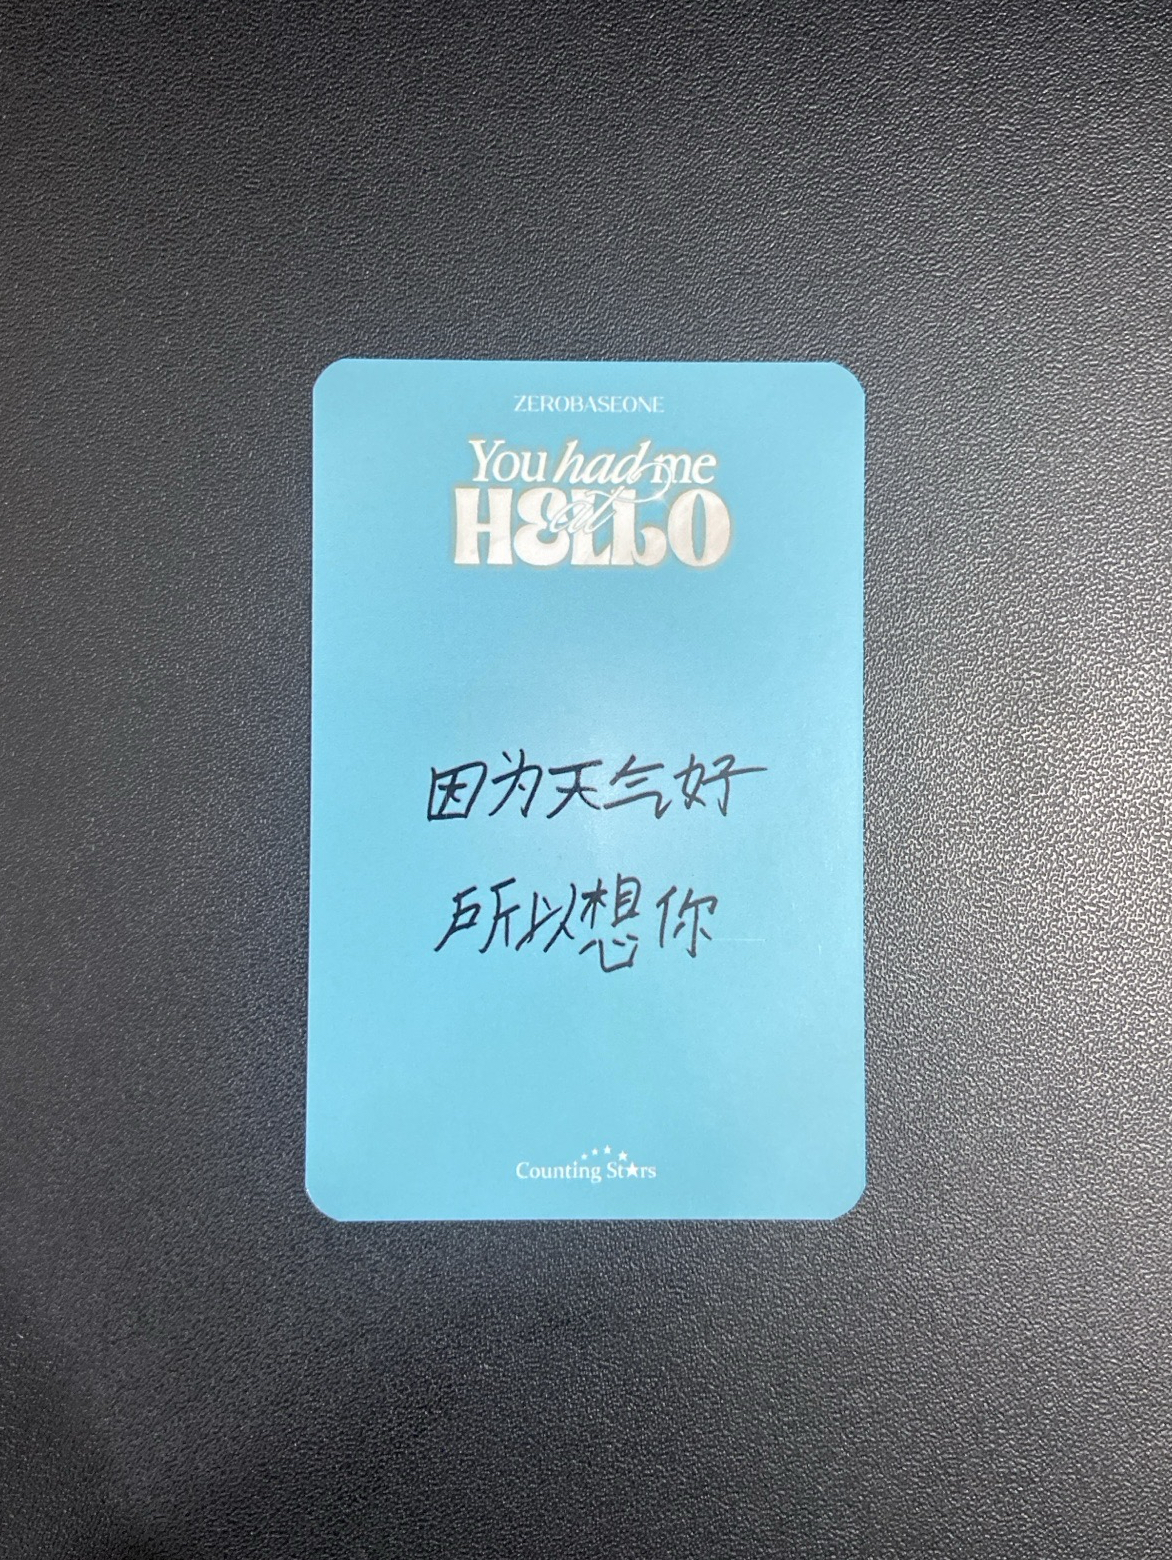 ZEROBASEONE
You had me
at
HELLO
因为天气好
所以想你
Counting Stars